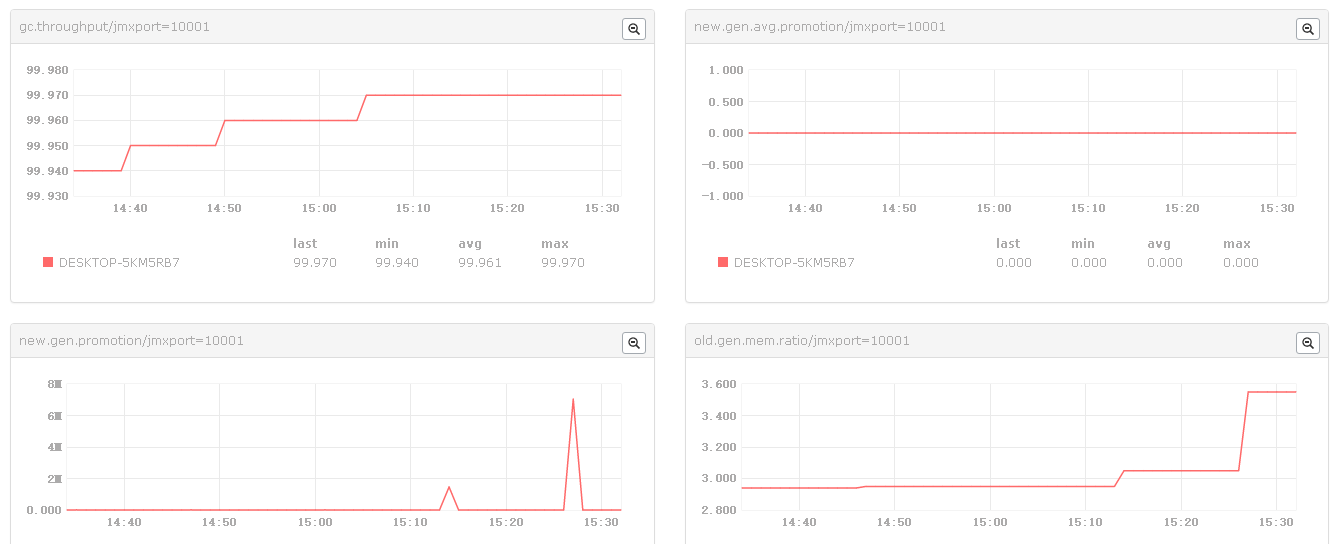 gc.throughput/jmxport=10001
99.980
99.970
99.960
99.950
99.940
99.930
14:40 14:50 15:00 15:10 15:20 15:30
last min avg max
DESKTOP-5KM5RB7 99.970 99.940 99.961 99.970
new.gen.avg.promotion/jmxport=10001
1.000
0.500
0.000
-0.500
-1.000
14:40 14:50 15:00 15:10 15:20 15:30
last min avg max
DESKTOP-5KM5RB7 0.000 0.000 0.000 0.000
new.gen.promotion/jmxport=10001
8M
6M
4M
2M
0.000
14:40 14:50 15:00 15:10 15:20 15:30
old.gen.mem.ratio/jmxport=10001
3.600
3.400
3.200
3.000
2.800
14:40 14:50 15:00 15:10 15:20 15:30